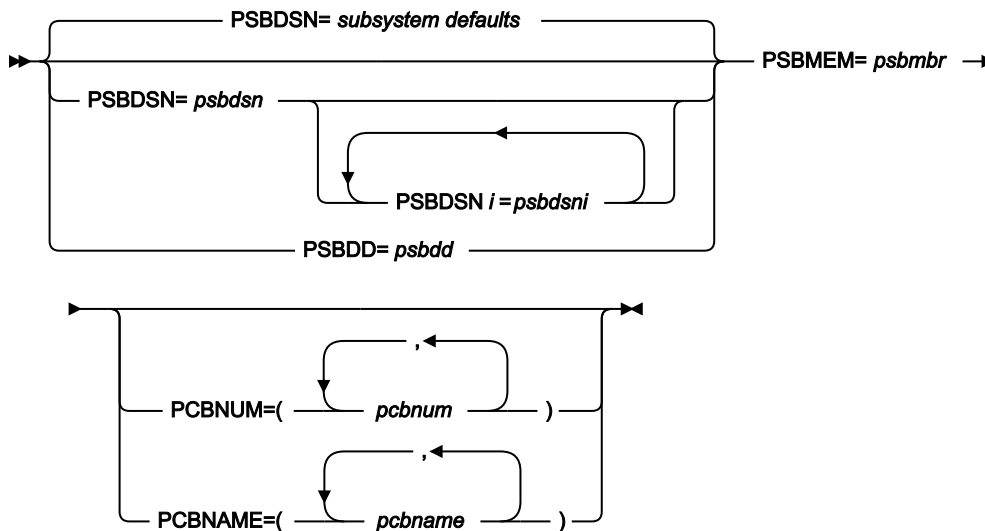 PSBDSN= subsystem defaults
PSBMEM= psbmbr
PSBDSN= psbdsn
PSBDSN i =psbdsni
PSBDD= psbdd
,
PCBNUM=( pcbnum )
,
PCBNAME=( pcbname )